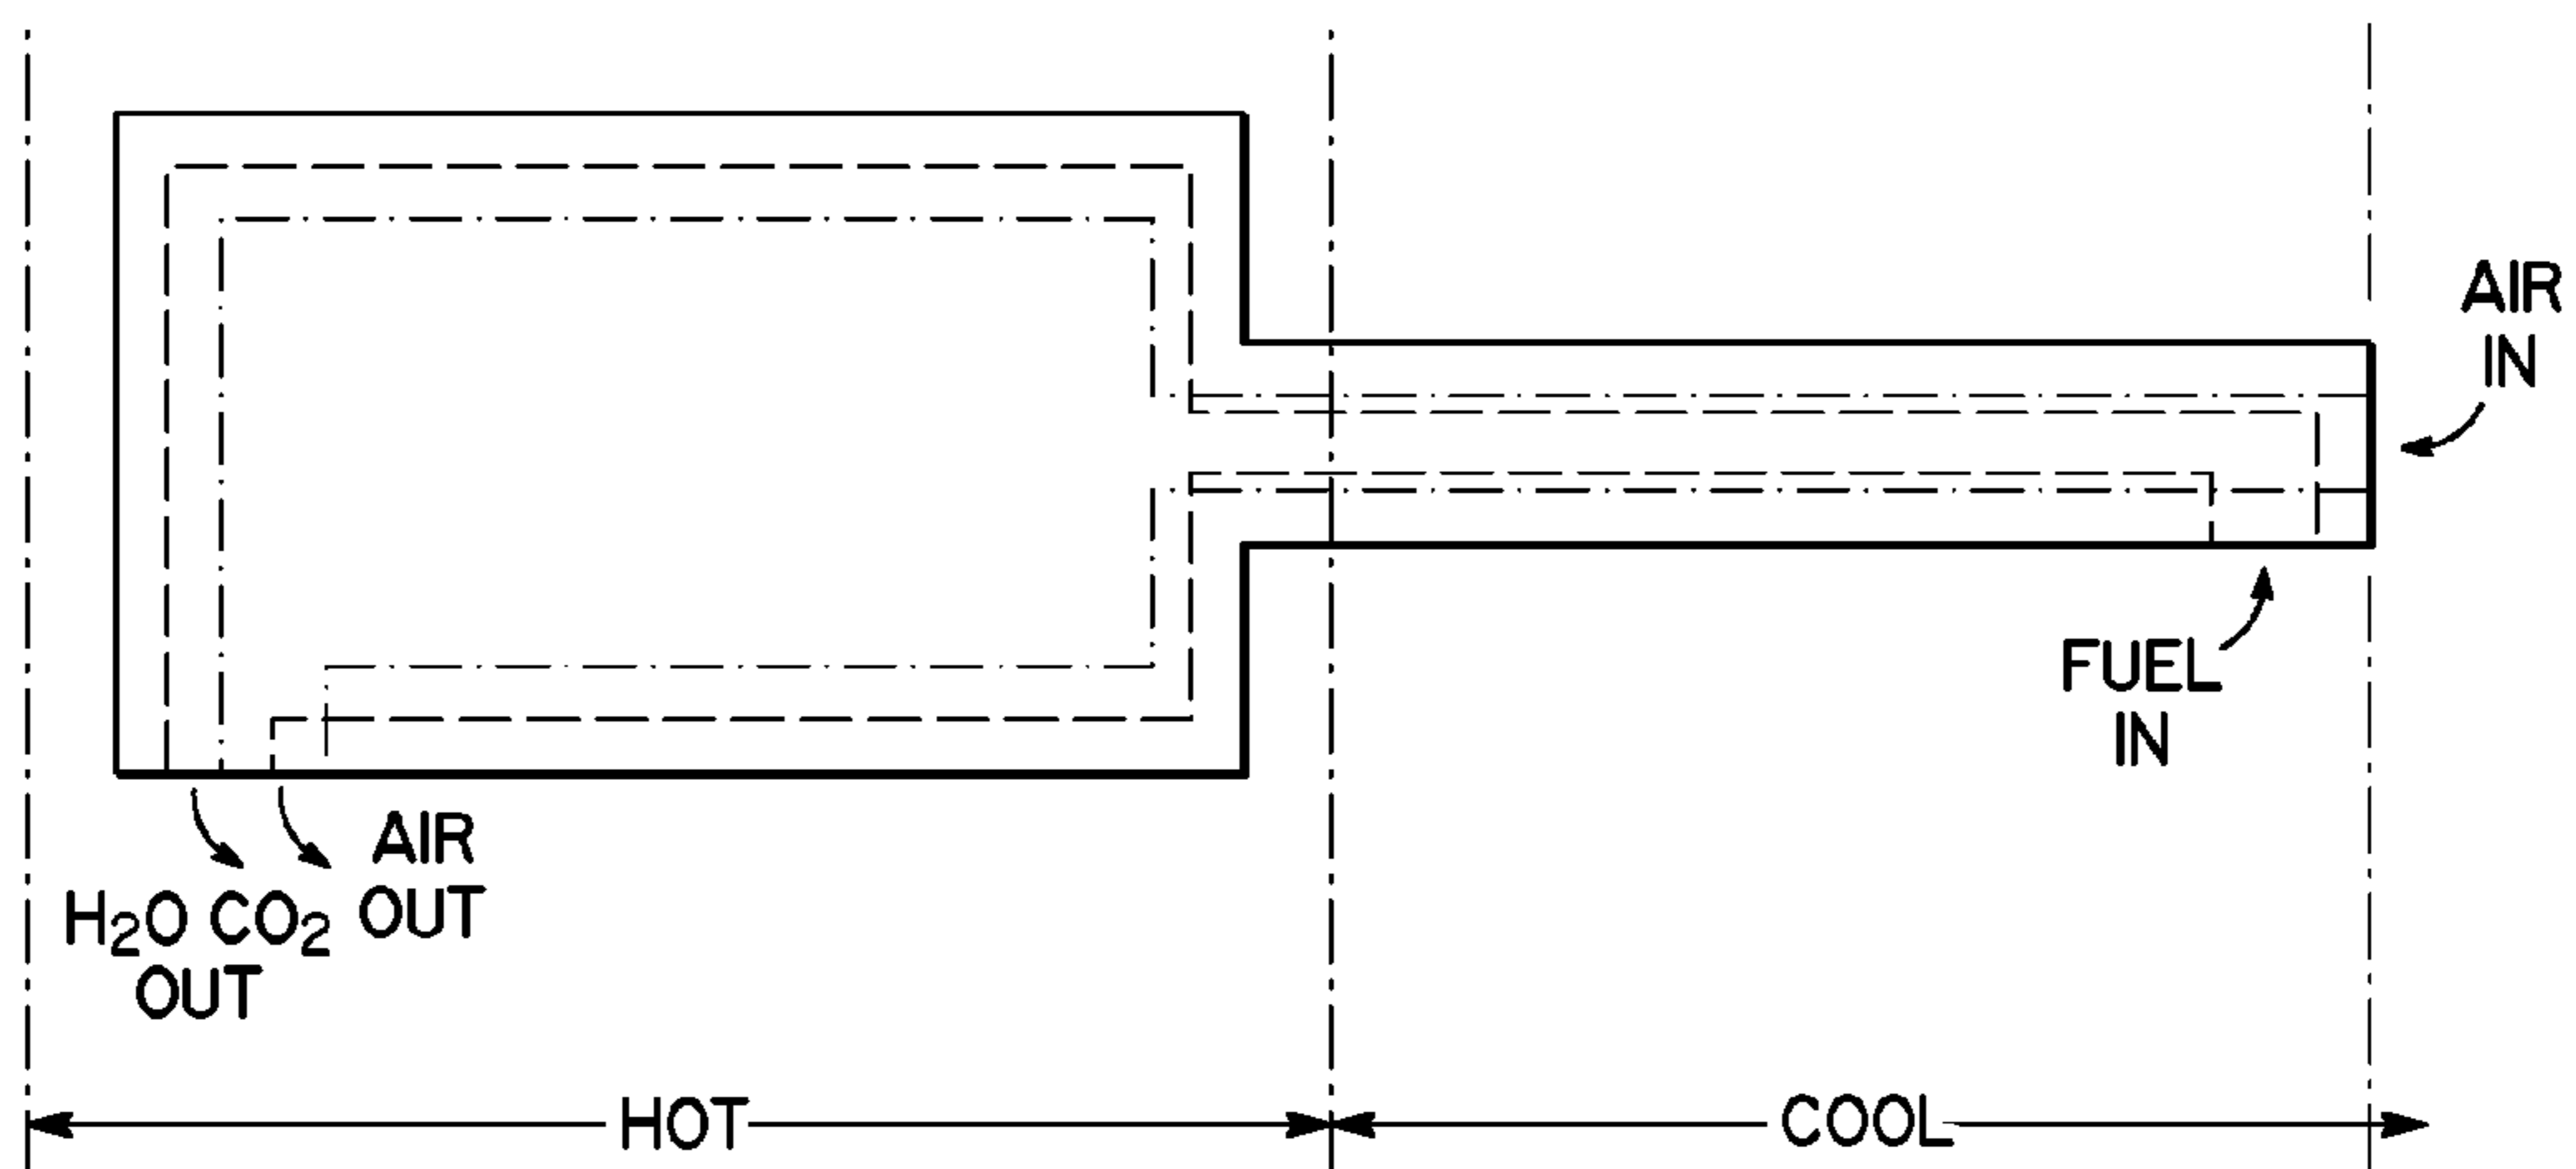 AIR
IN
FUEL
IN
AIR
OUT
H₂O CO₂
OUT
HOT
COOL